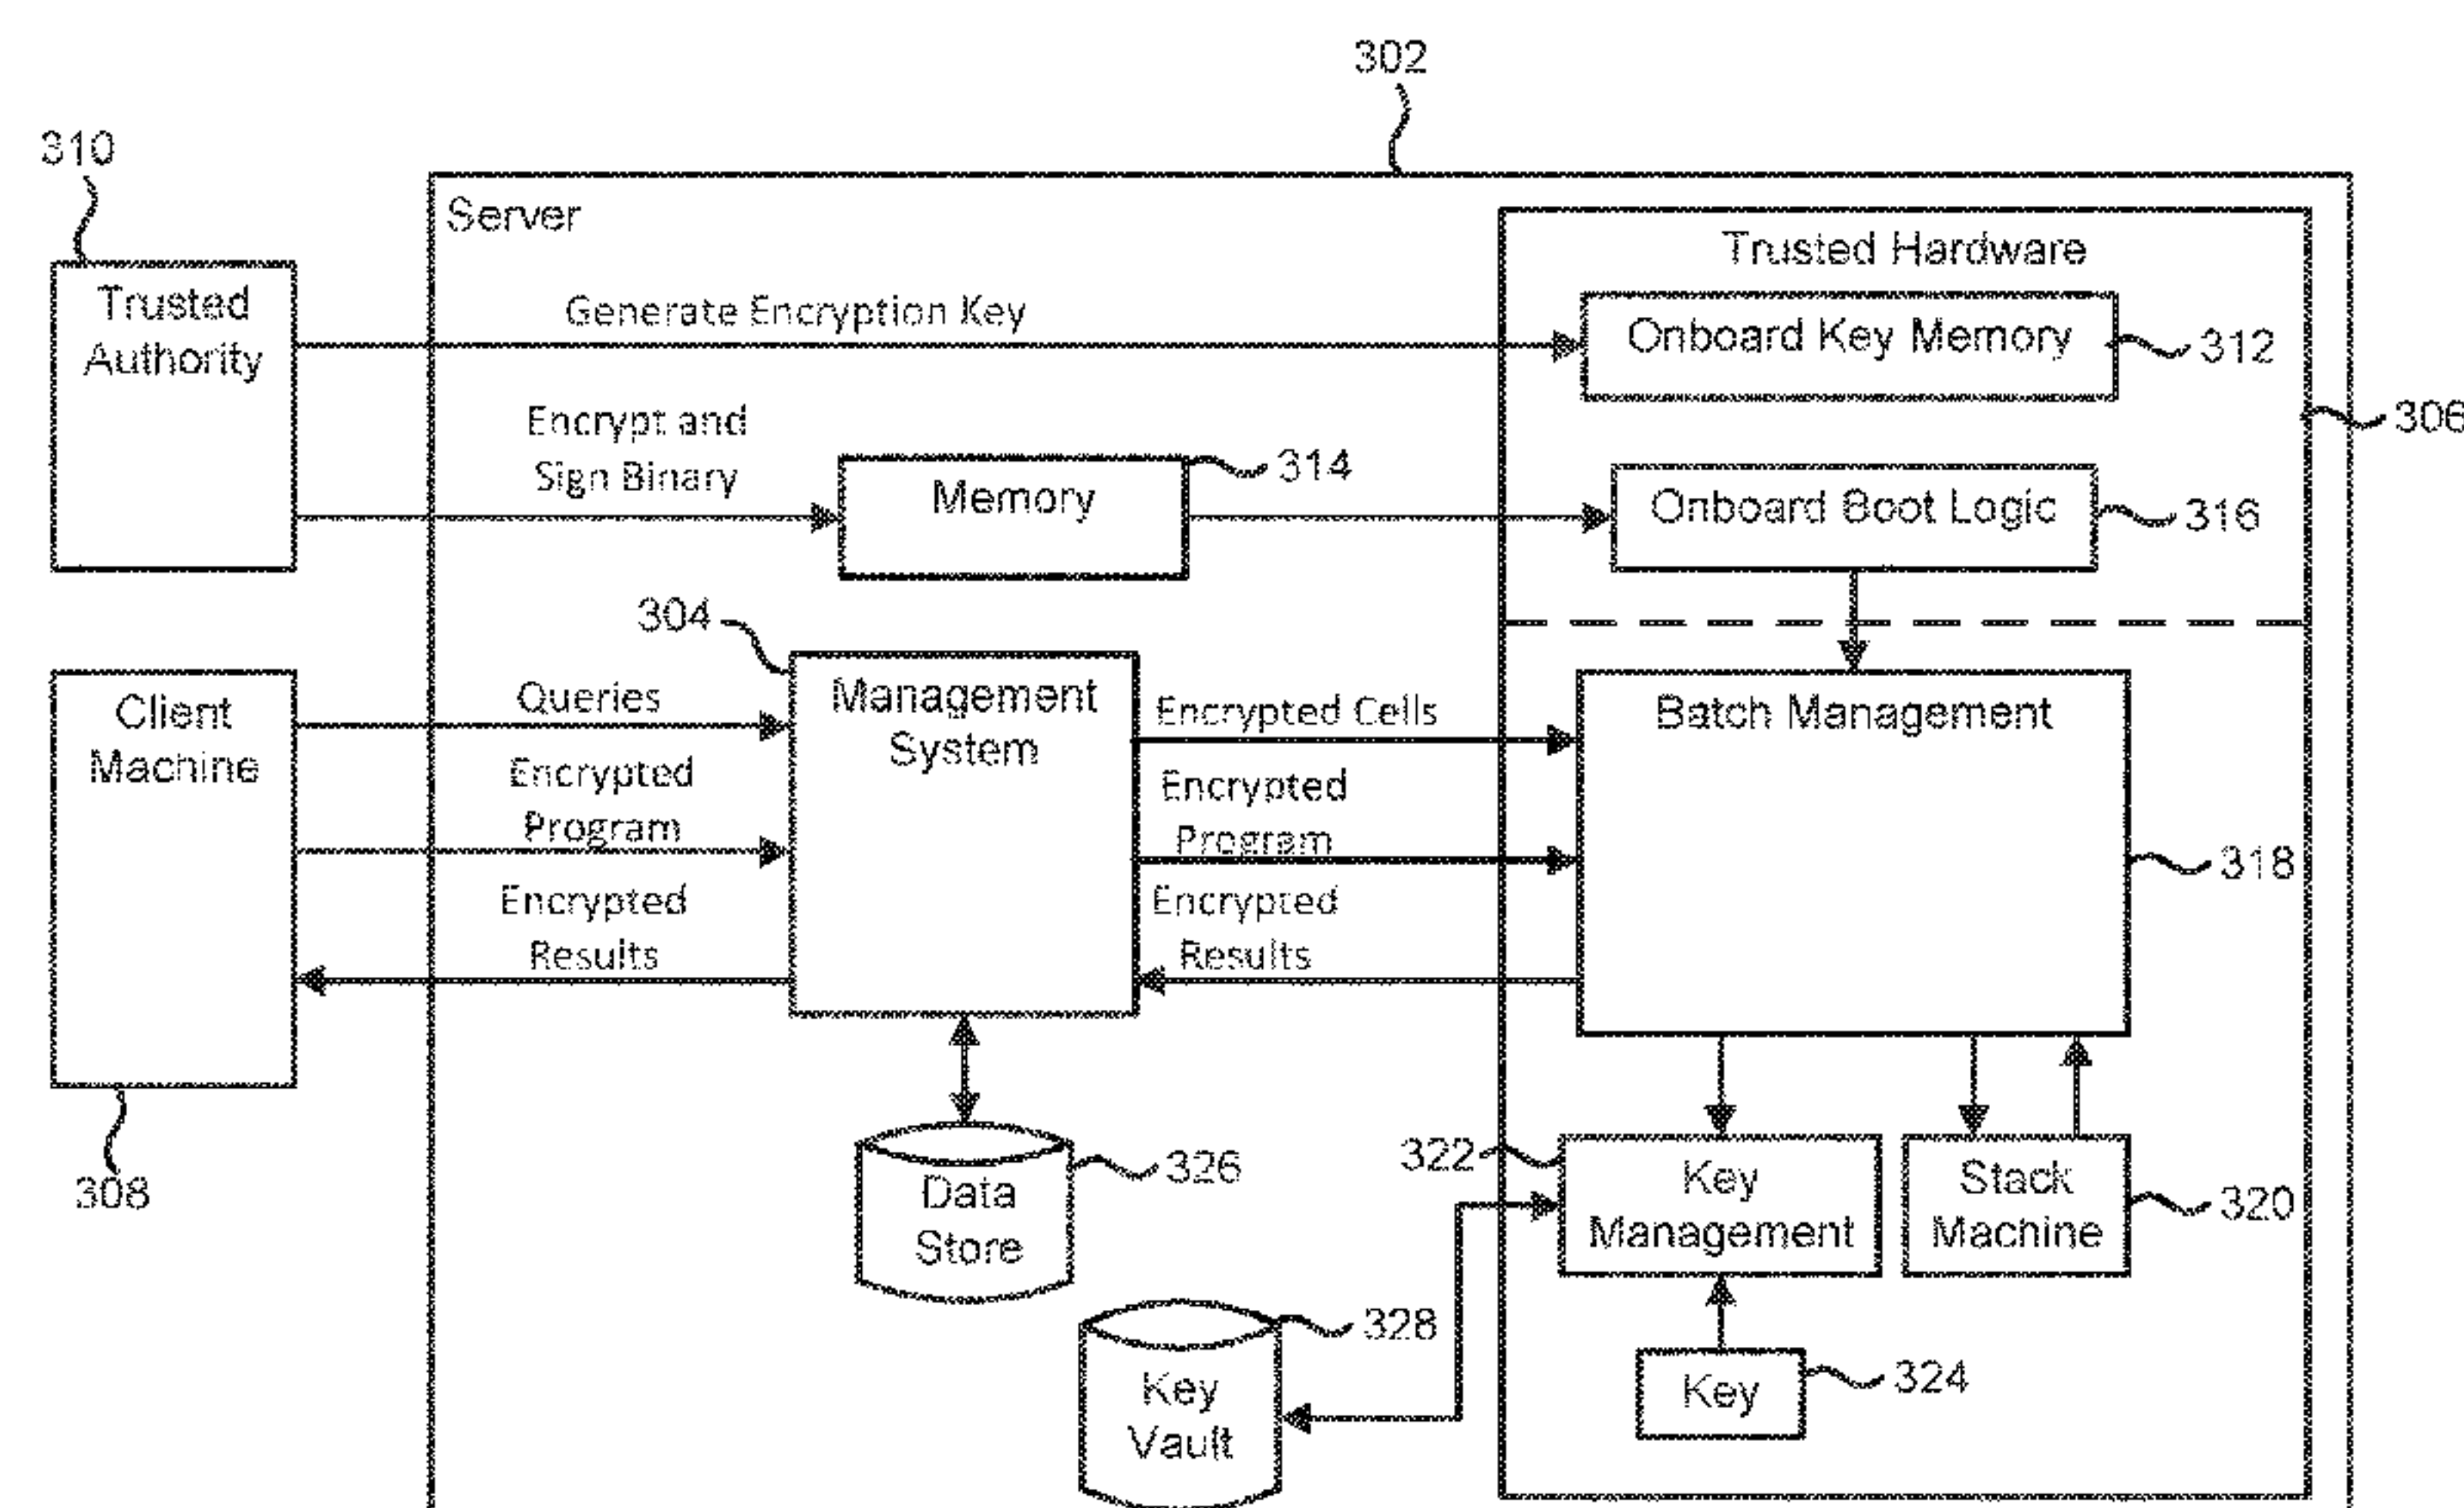 302
310
Server
Trusted Hardware
Trusted
Authority
Generate Encryption Key
Onboard Key Memory
312
306
Encrypt and
Sign Binary
Memory
314
Onboard Boot Logic
316
304
Client
Machine
Queries
Encrypted
Program
Encrypted
Results
Management
System
Encrypted Cells
Encrypted
Program
Encrypted
Results
Batch Management
318
308
326
Data
Store
322
Key
Management
Stack
Machine
320
328
Key
Vault
Key
324